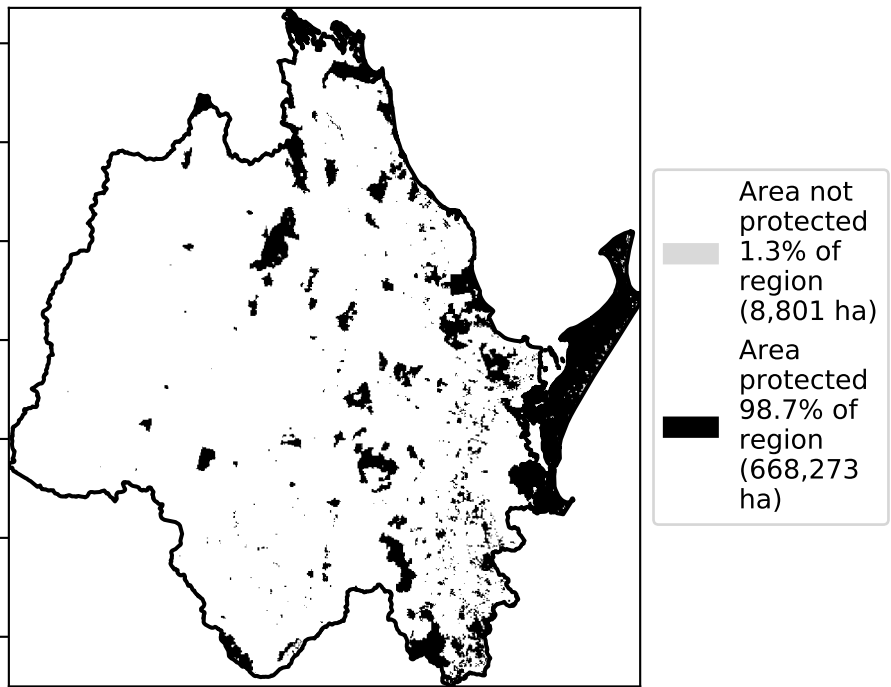 Area not
protected
1.3% of
region
(8,801 ha)
Area
protected
98.7% of
region
(668,273
ha)